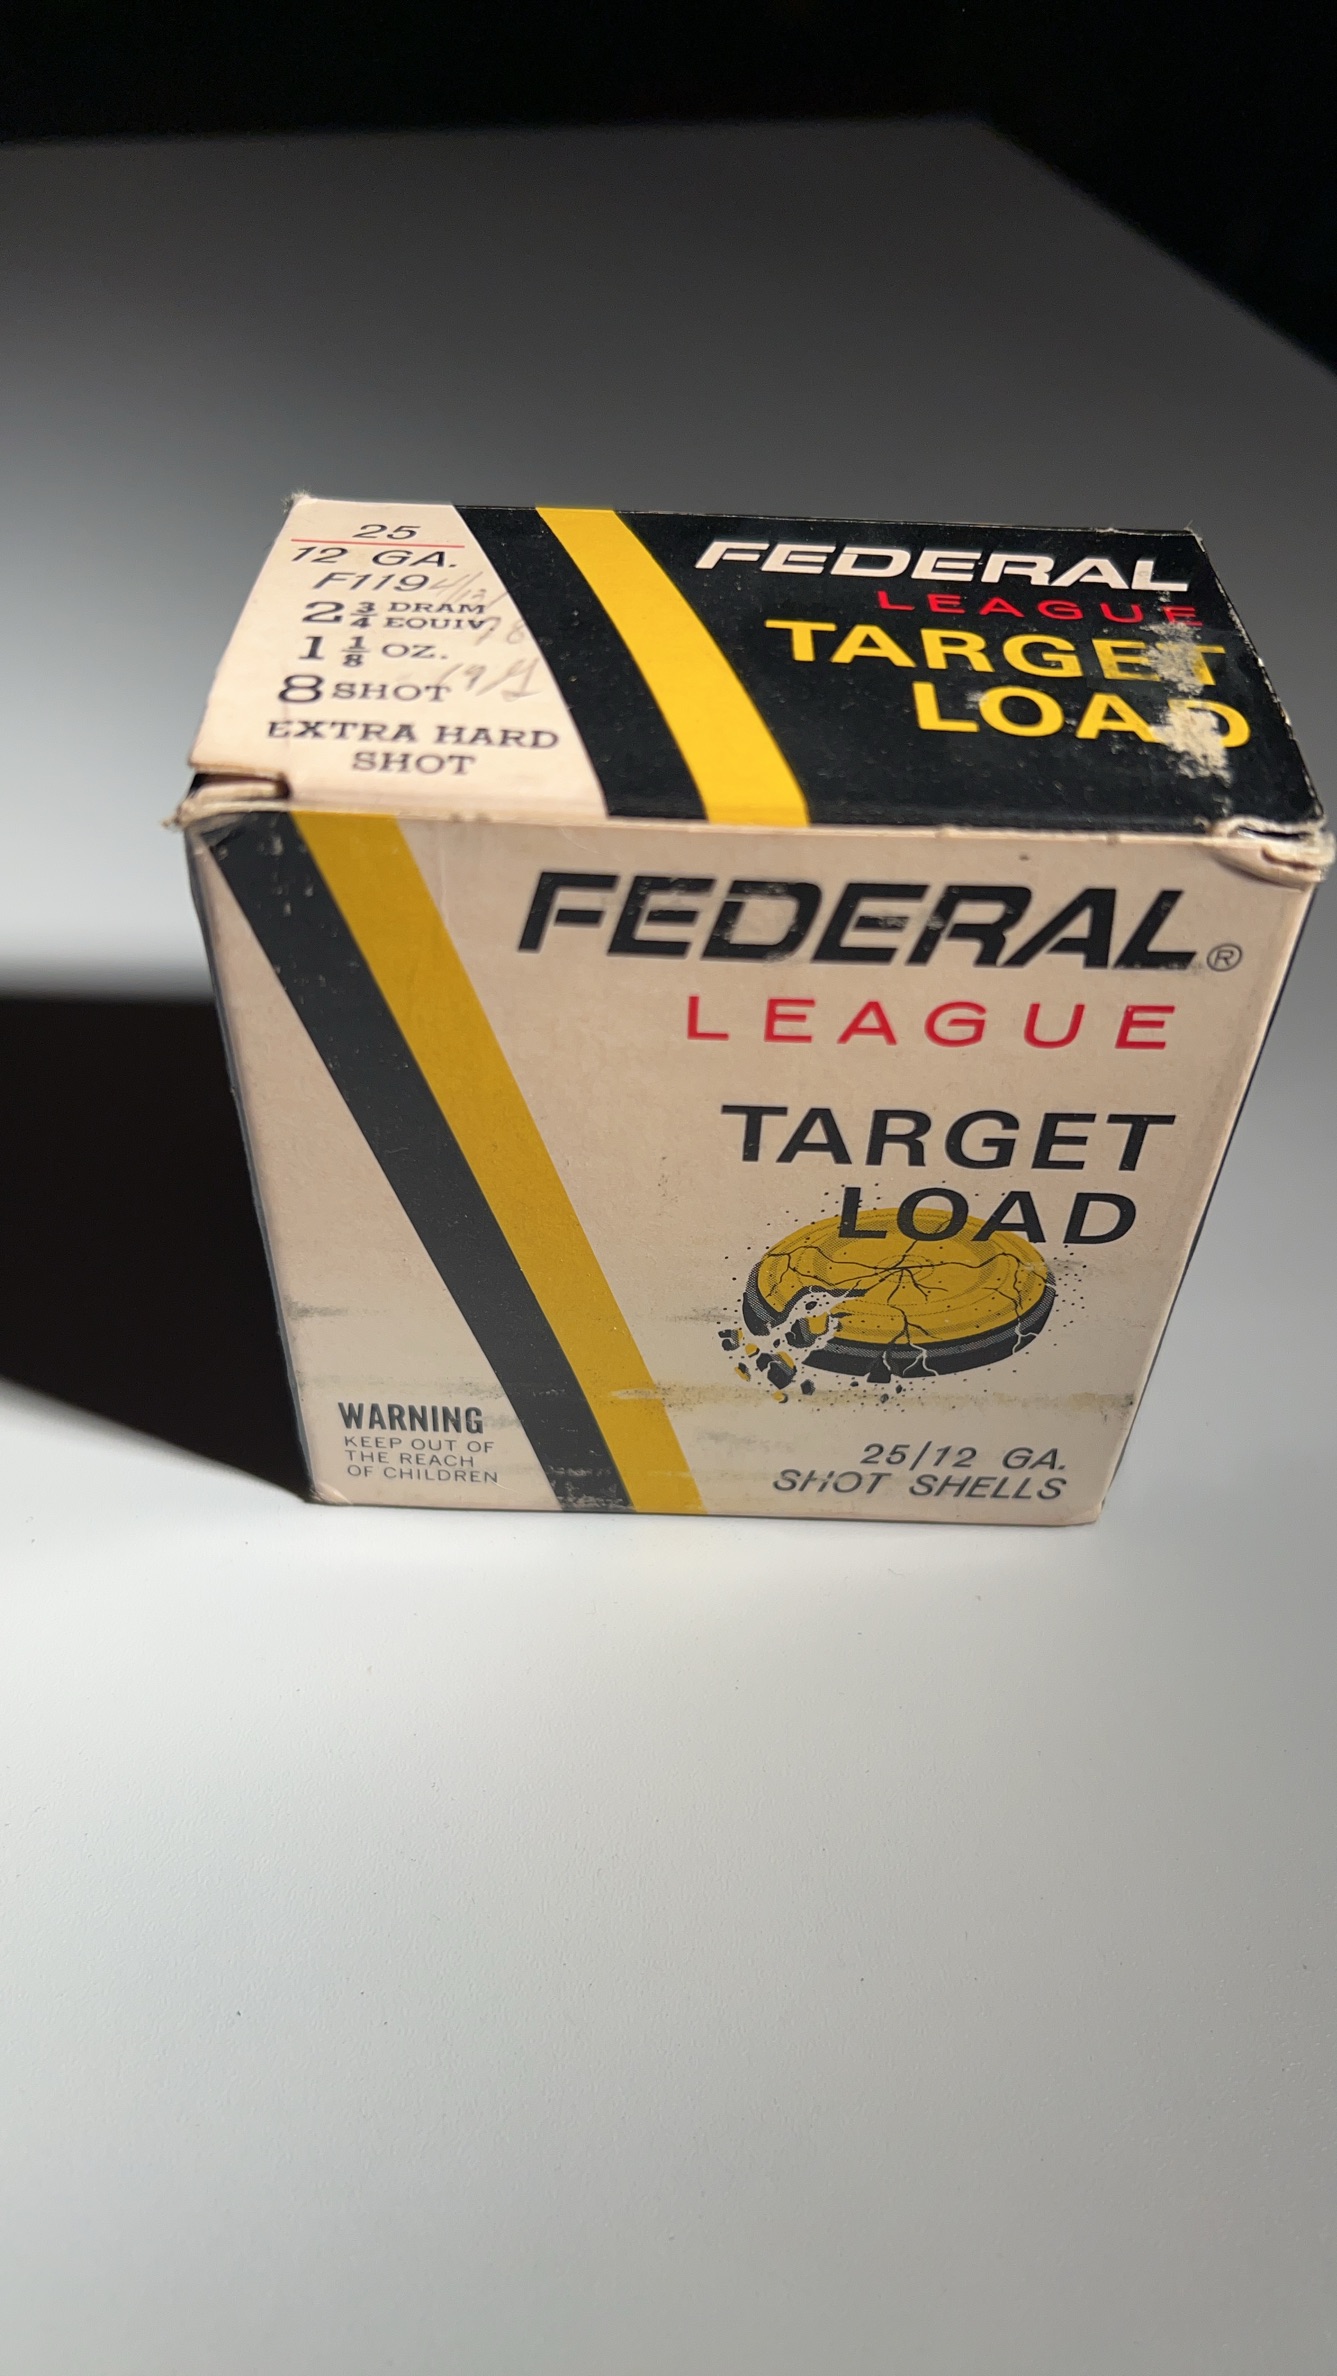 25
12 GA.
F119
2 3/4 DRAM EQUIV
1 1/8 OZ.
8 SHOT
EXTRA HARD
SHOT
FEDERAL
LEAGUE
TARGET
LOAD
FEDERAL®
LEAGUE
TARGET
LOAD
WARNING
KEEP OUT OF
THE REACH
OF CHILDREN
25/12 GA.
SHOT SHELLS